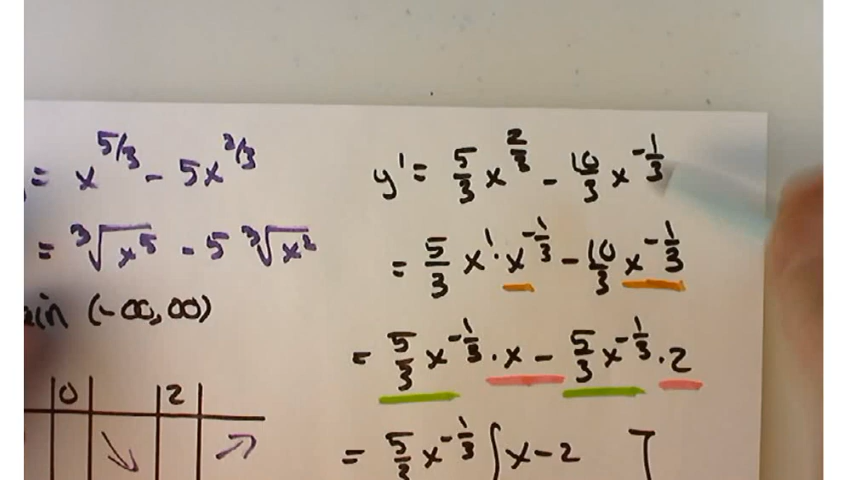 = x^{5/3} - 5x^{2/3}
= ∛(x^5) - 5 ∛(x^2)
(-∞,∞)
0 2
↘ ↗
y' = 5/3 x^{2/3} - 10/3 x^{-1/3}
= 5/3 x^1 · x^{-1/3} - 10/3 x^{-1/3}
= 5/3 x^{-1/3} · x - 5/3 x^{-1/3} · 2
= 5/3 x^{-1/3} [x - 2 ]